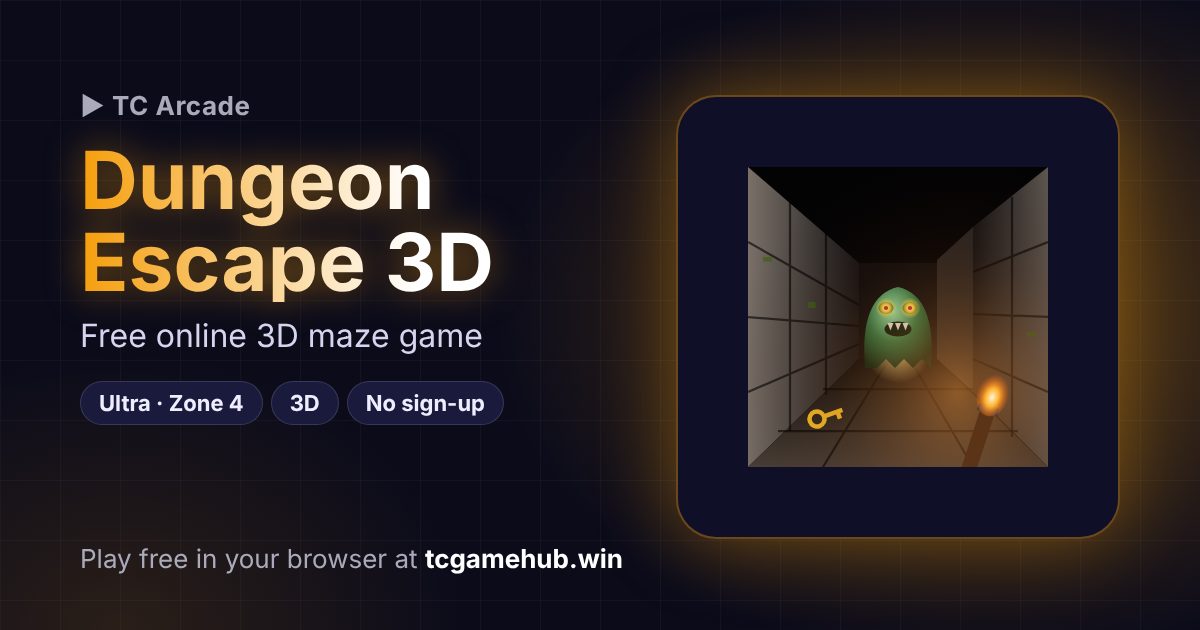 ▶ TC Arcade
Dungeon
Escape 3D
Free online 3D maze game
Ultra · Zone 4
3D
No sign-up
Play free in your browser at tcgamehub.win